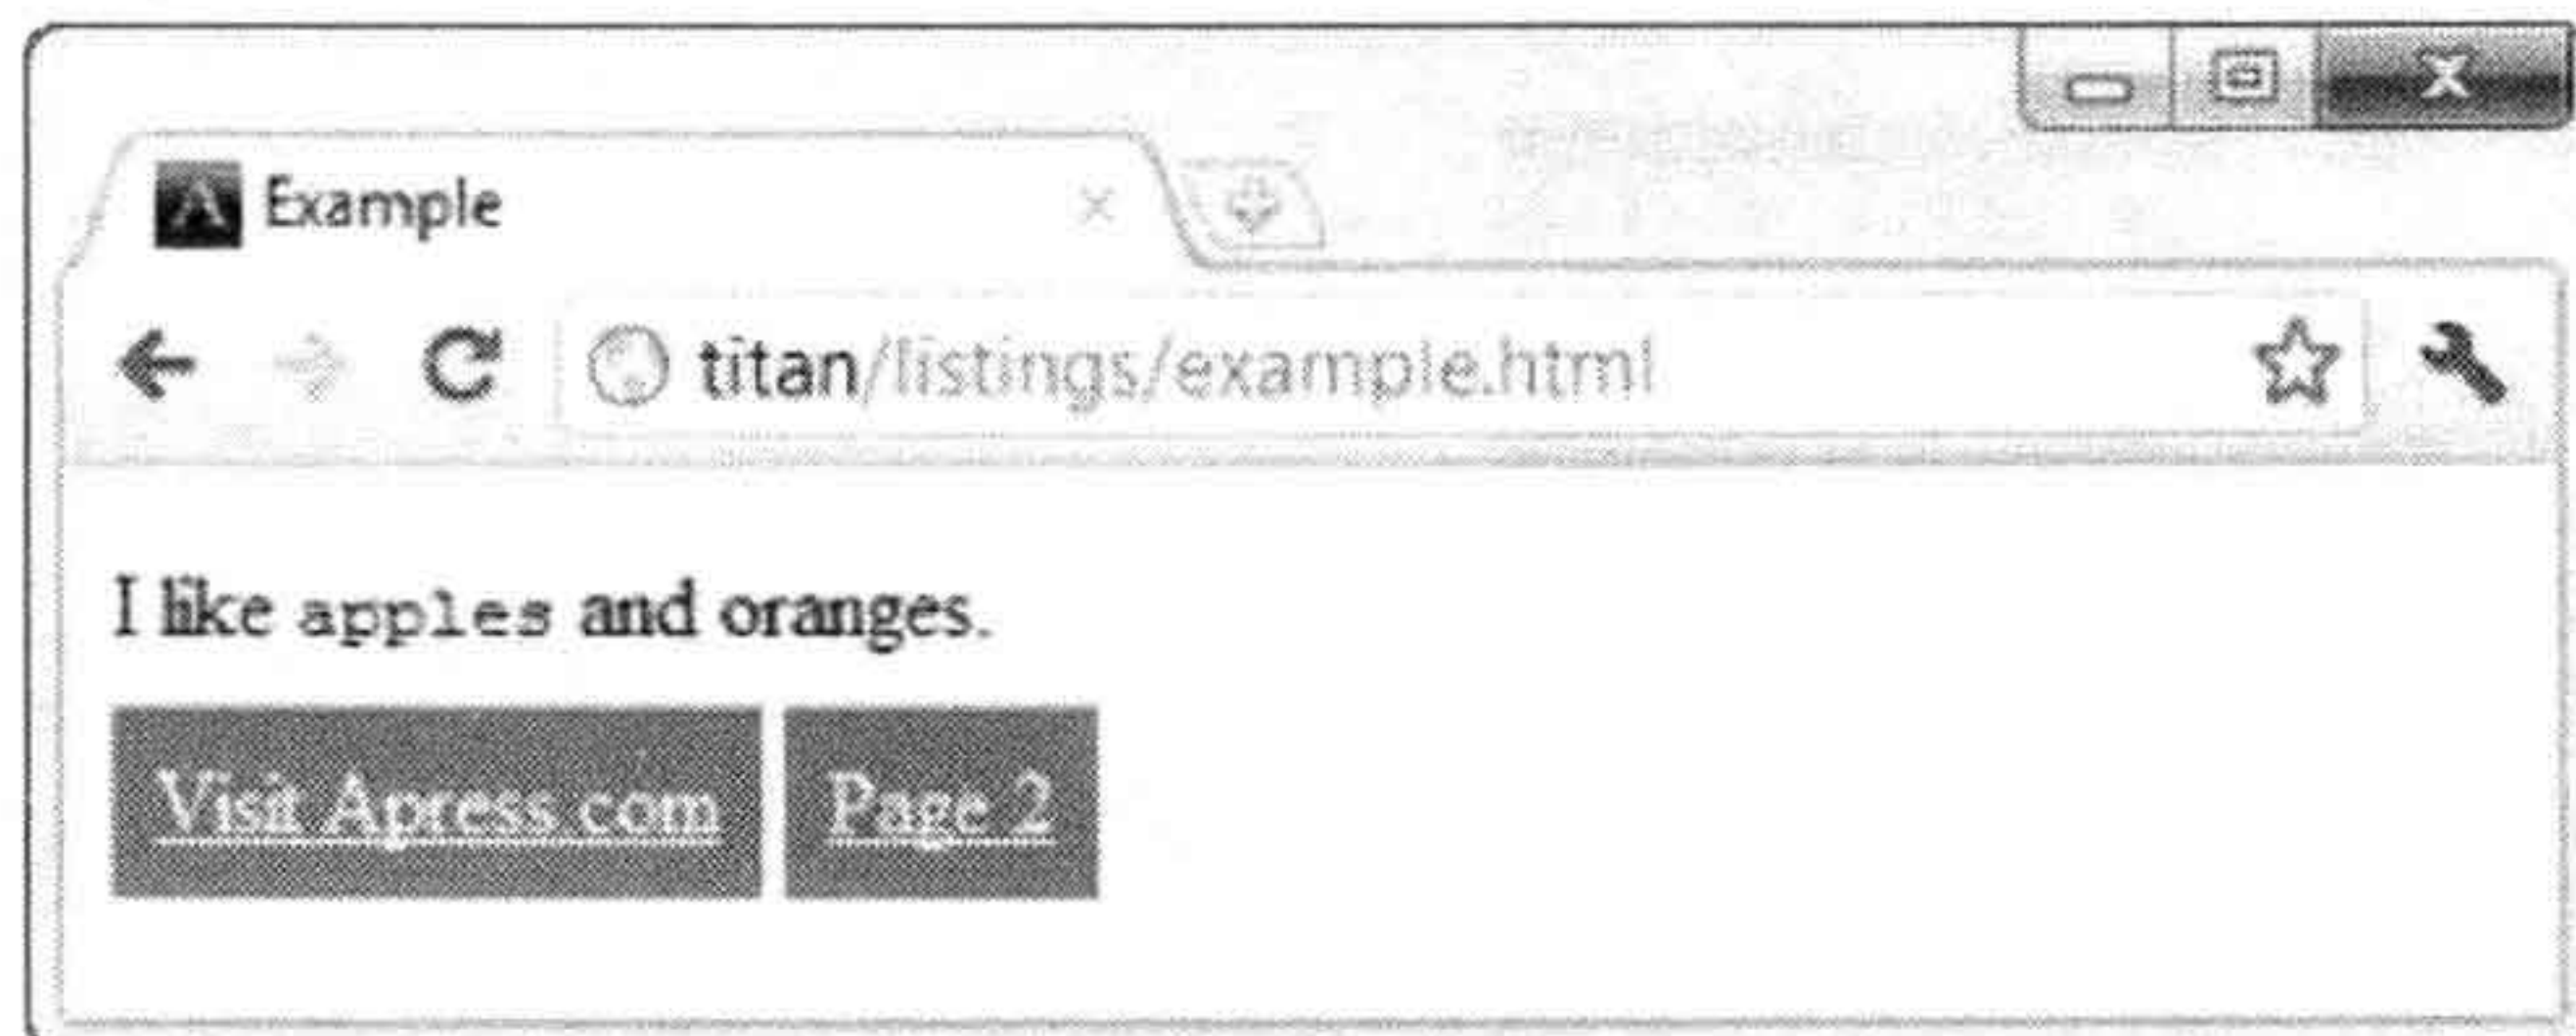 Example
titan/listings/example.html
I like apples and oranges.
Visit Apress com
Page 2